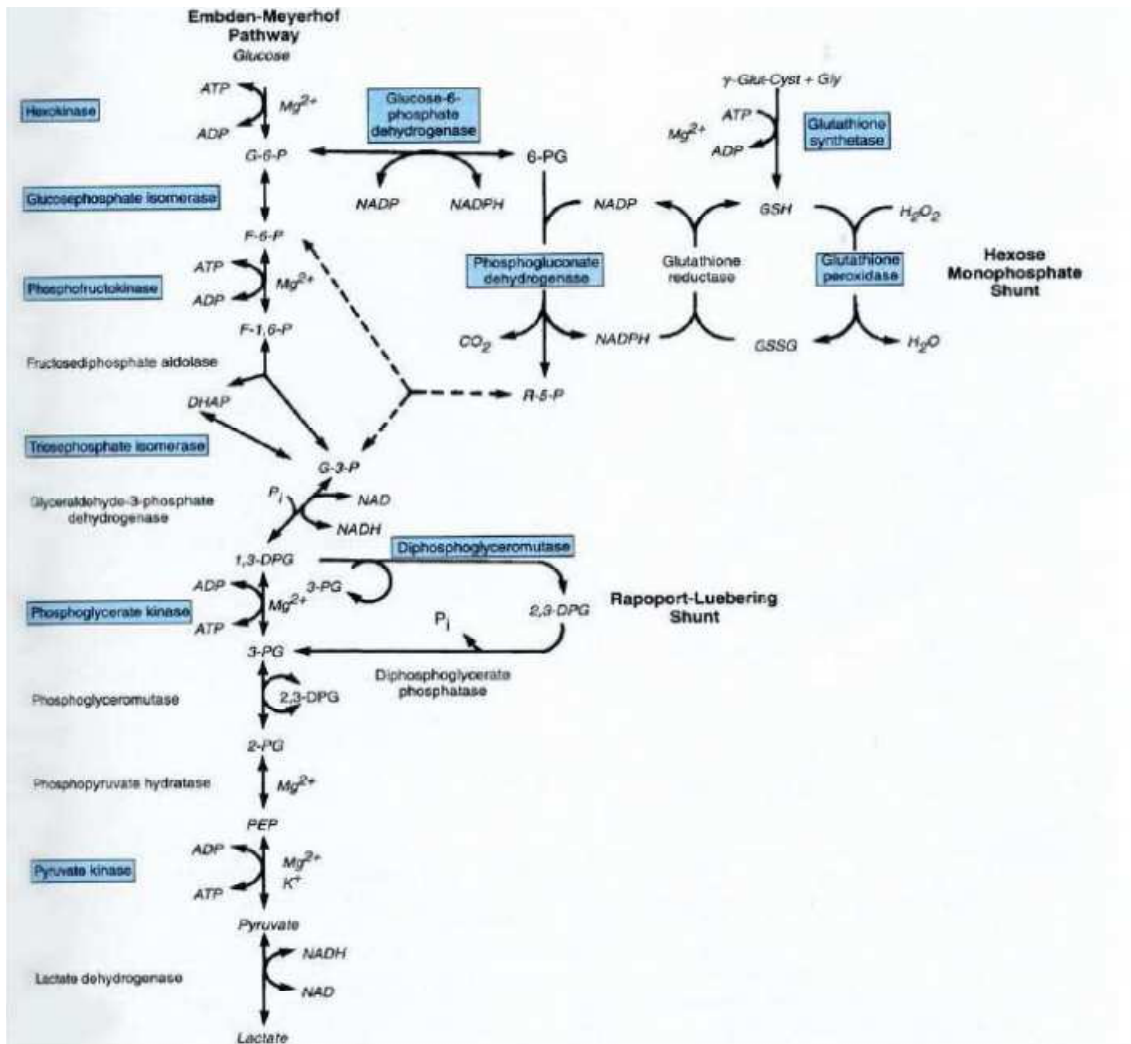 Embden-Meyerhof
Pathway
Glucose
ATP
Hexokinase
Mg2+
ADP
G-6-P
Glucose-6-
phosphate
dehydrogenase
NADP
NADPH
6-PG
γ-Glut-Cyst + Gly
ATP
Mg2+
ADP
Glutathione
synthetase
Glucosephosphate isomerase
NADP
GSH
H2O2
F-6-P
ATP
Phosphofructokinase
Mg2+
ADP
Phosphogluconate
dehydrogenase
Glutathione
reductase
Glutathione
peroxidase
Hexose
Monophosphate
Shunt
F-1,6-P
CO2
NADPH
GSSG
H2O
Fructosediphosphate aldolase
DHAP
R-5-P
Triosephosphate isomerase
G-3-P
Glyceraldehyde-3-phosphate
dehydrogenase
Pi
NAD
NADH
1,3-DPG
Diphosphoglyceromutase
ADP
3-PG
Phosphoglycerate kinase
Mg2+
ATP
2,3-DPG
Rapoport-Luebering
Shunt
Pi
3-PG
Diphosphoglycerate
phosphatase
Phosphoglyceromutase
2,3-DPG
2-PG
Phosphopyruvate hydratase
Mg2+
PEP
ADP
Pyruvate kinase
Mg2+
K+
ATP
Pyruvate
NADH
Lactate dehydrogenase
NAD
Lactate